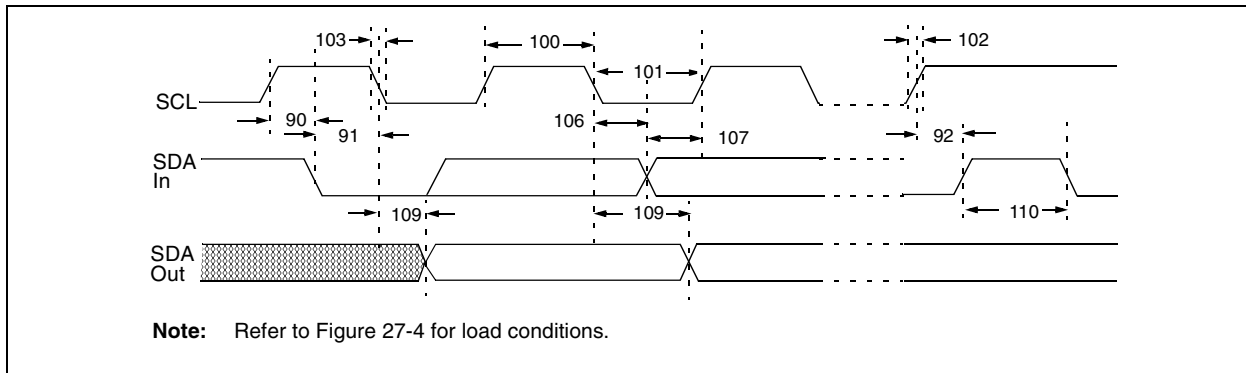 103
100
102
101
SCL
90
91
106
107
92
SDA
In
109
109
110
SDA
Out
Note: Refer to Figure 27-4 for load conditions.